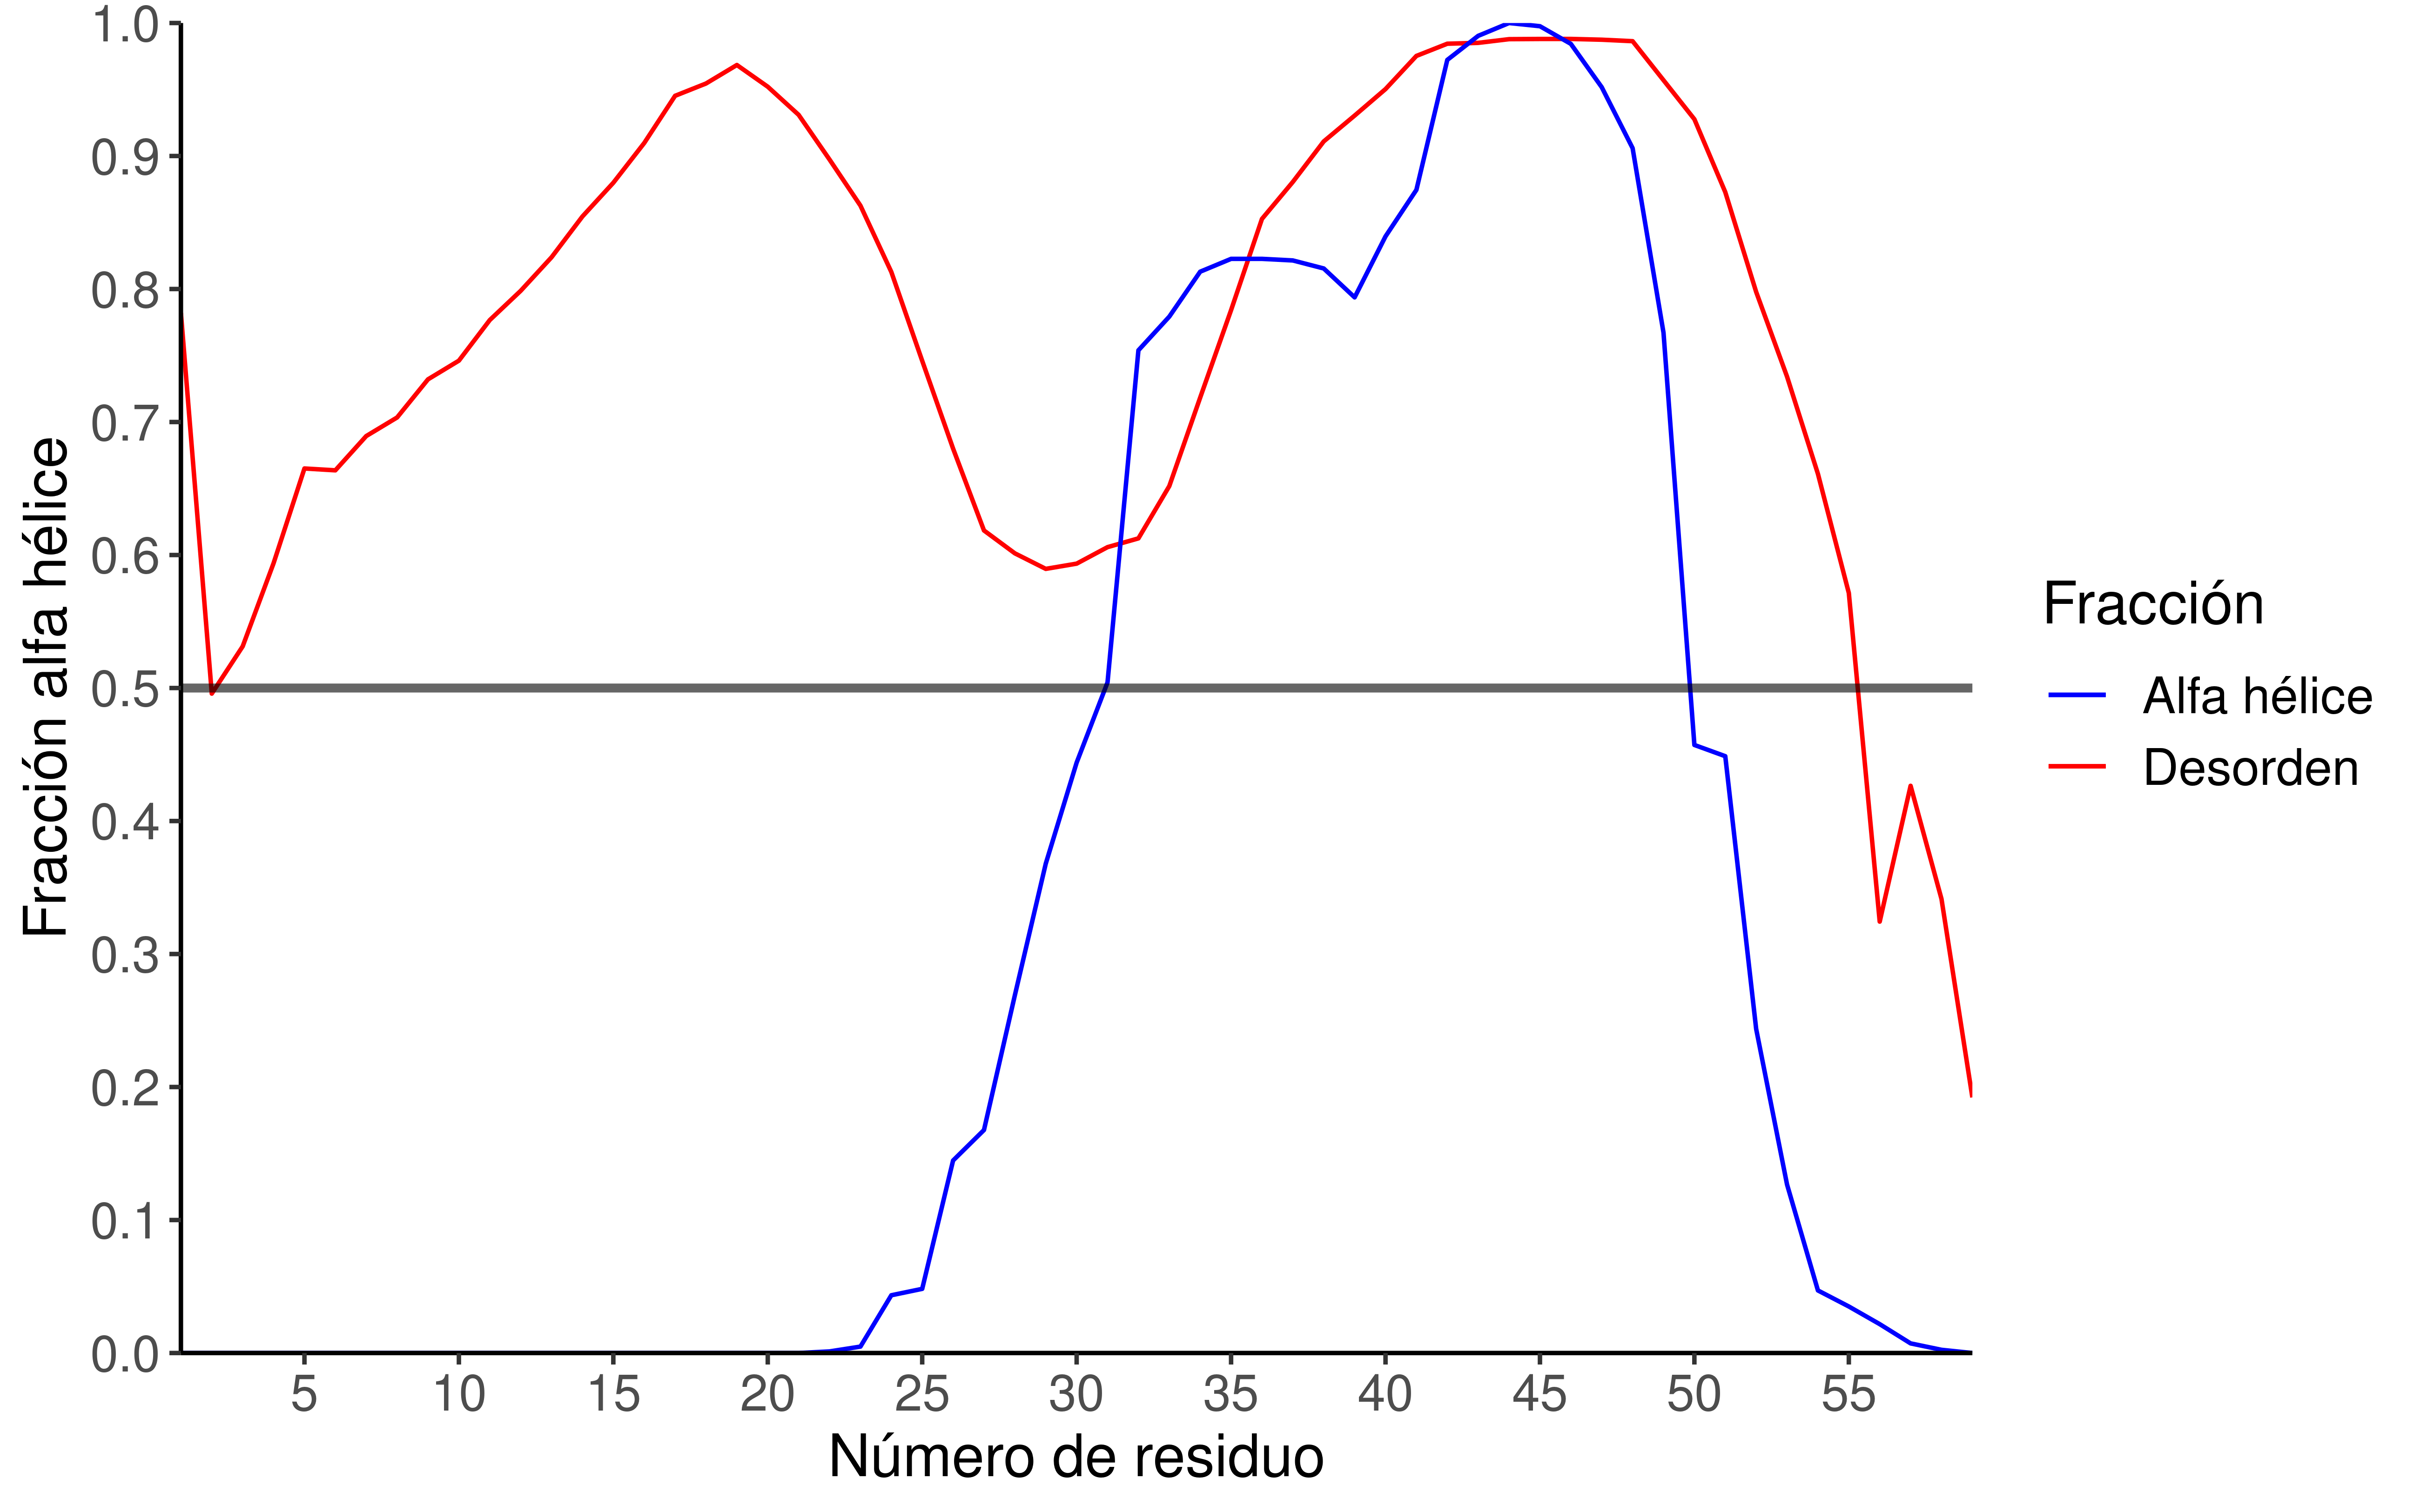 Fracción alfa hélice
1.0
0.9
0.8
0.7
0.6
0.5
0.4
0.3
0.2
0.1
0.0
5 10 15 20 25 30 35 40 45 50 55
Número de residuo
Fracción
Alfa hélice
Desorden